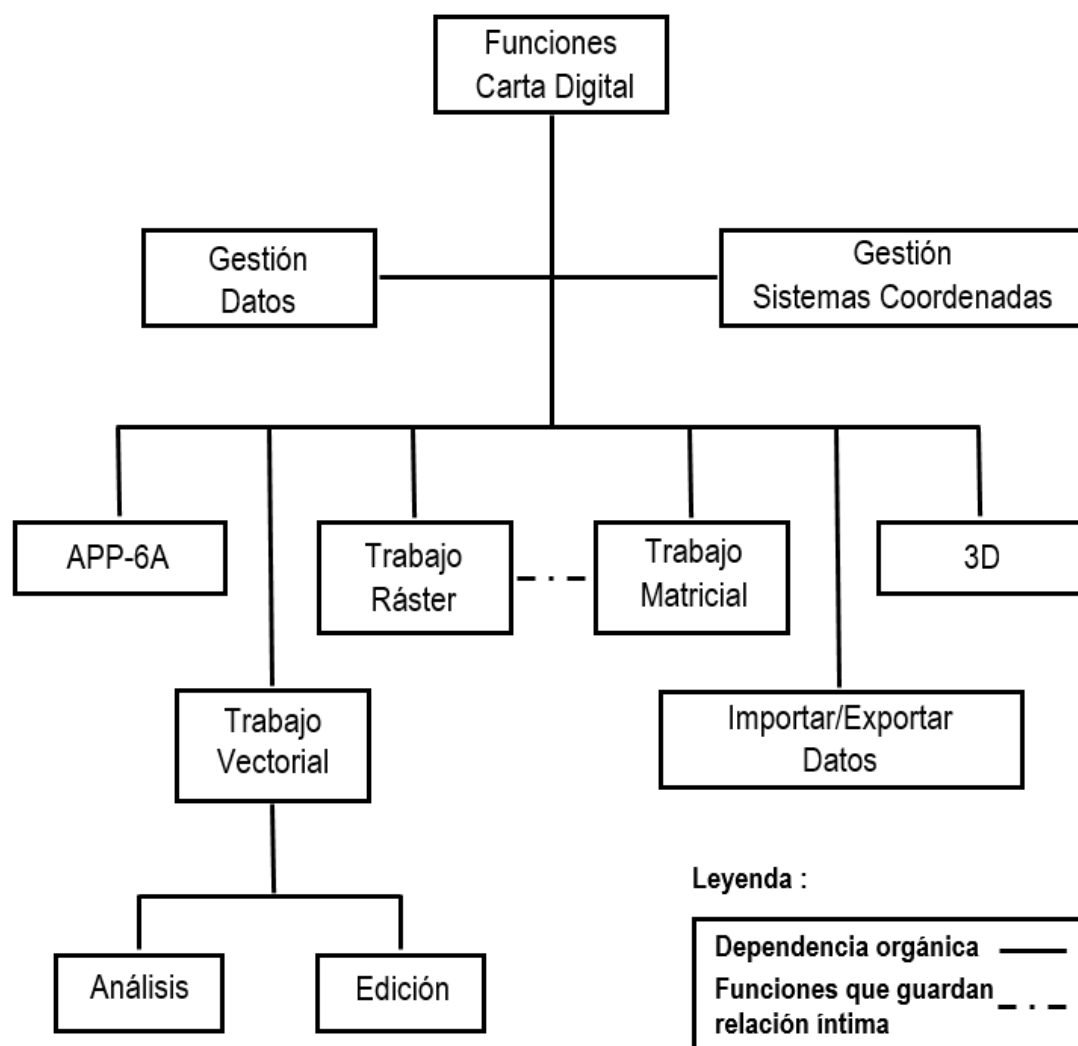 Funciones
Carta Digital
Gestión
Datos
Gestión
Sistemas Coordenadas
APP-6A
Trabajo
Ráster
Trabajo
Matricial
3D
Trabajo
Vectorial
Importar/Exportar
Datos
Análisis
Edición
Leyenda :
Dependencia orgánica
Funciones que guardan
relación íntima